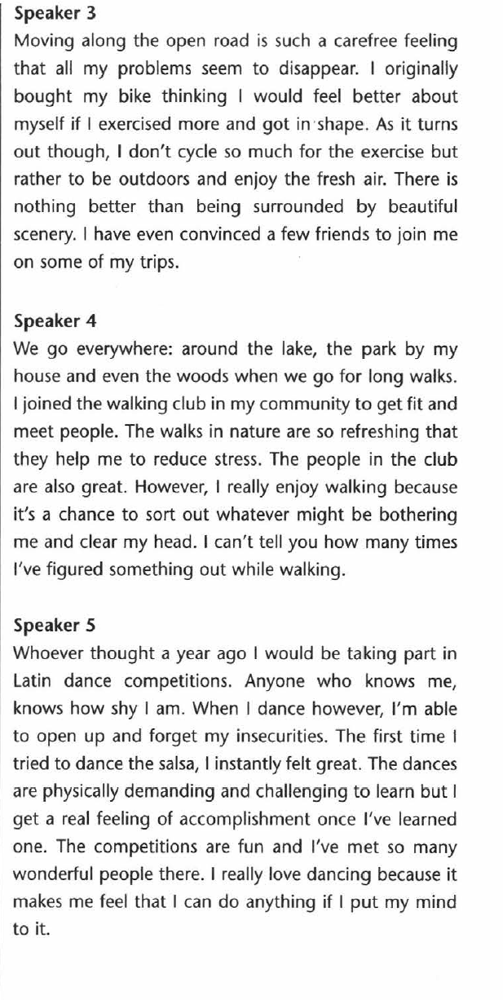 Speaker 3
Moving along the open road is such a carefree feeling
that all my problems seem to disappear. I originally
bought my bike thinking I would feel better about
myself if I exercised more and got in shape. As it turns
out though, I don't cycle so much for the exercise but
rather to be outdoors and enjoy the fresh air. There is
nothing better than being surrounded by beautiful
scenery. I have even convinced a few friends to join me
on some of my trips.
Speaker 4
We go everywhere: around the lake, the park by my
house and even the woods when we go for long walks.
I joined the walking club in my community to get fit and
meet people. The walks in nature are so refreshing that
they help me to reduce stress. The people in the club
are also great. However, I really enjoy walking because
it's a chance to sort out whatever might be bothering
me and clear my head. I can't tell you how many times
I've figured something out while walking.
Speaker 5
Whoever thought a year ago I would be taking part in
Latin dance competitions. Anyone who knows me,
knows how shy I am. When I dance however, I'm able
to open up and forget my insecurities. The first time I
tried to dance the salsa, I instantly felt great. The dances
are physically demanding and challenging to learn but I
get a real feeling of accomplishment once I've learned
one. The competitions are fun and I've met so many
wonderful people there. I really love dancing because it
makes me feel that I can do anything if I put my mind
to it.